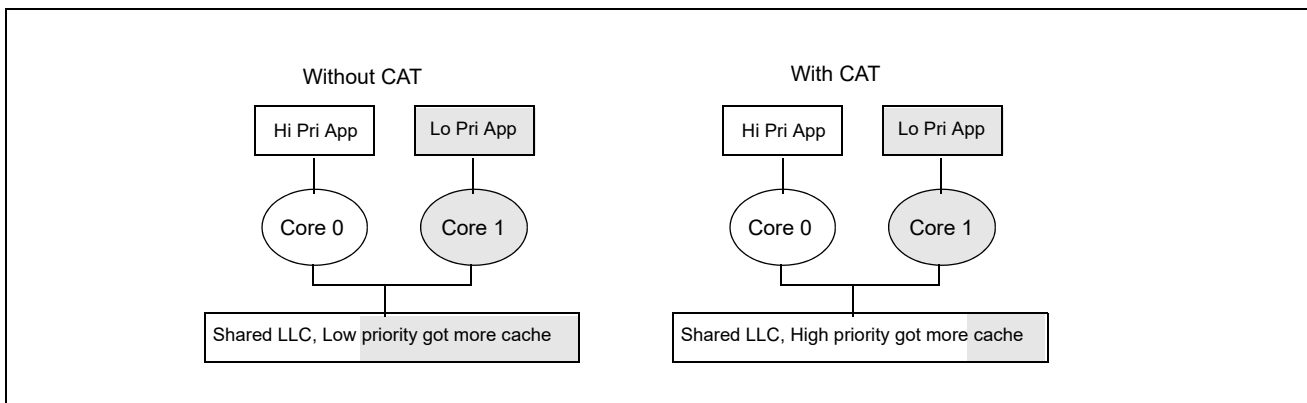 Without CAT
Hi Pri App
Lo Pri App
Core 0
Core 1
Shared LLC, Low priority got more cache
With CAT
Hi Pri App
Lo Pri App
Core 0
Core 1
Shared LLC, High priority got more cache